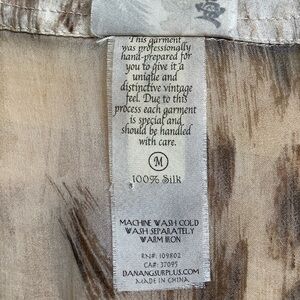 This garment
was professionally
hand-prepared for
you to give it a
unique and
distinctive vintage
feel. Due to this
process each garment
is special and
should be handled
with care.
M
100% Silk
MACHINE WASH COLD
WASH SEPARATELY
WARM IRON
RN#: 109802
CA#: 37095
DANANGSURPLUS.COM
MADE IN CHINA